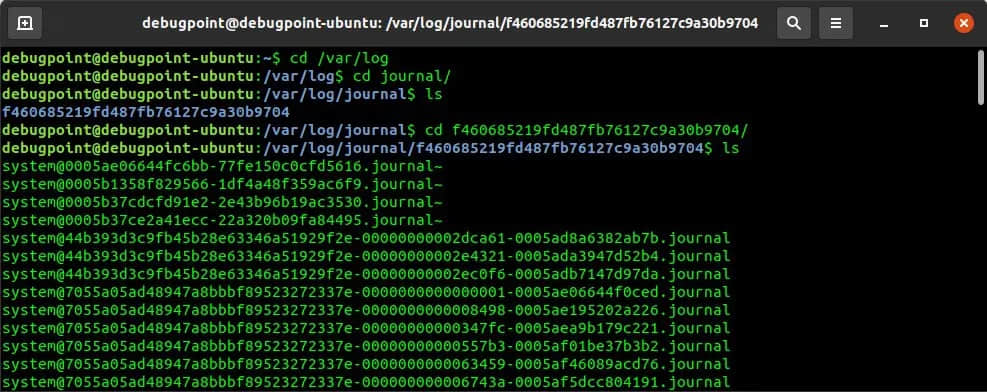 debugpoint@debugpoint-ubuntu: /var/log/journal/f460685219fd487fb76127c9a30b9704
debugpoint@debugpoint-ubuntu:~$ cd /var/log
debugpoint@debugpoint-ubuntu:/var/log$ cd journal/
debugpoint@debugpoint-ubuntu:/var/log/journal$ ls
f460685219fd487fb76127c9a30b9704
debugpoint@debugpoint-ubuntu:/var/log/journal$ cd f460685219fd487fb76127c9a30b9704/
debugpoint@debugpoint-ubuntu:/var/log/journal/f460685219fd487fb76127c9a30b9704$ ls
system@0005ae06644fc6bb-77fe150c0cfd5616.journal~
system@0005b1358f829566-1df4a48f359ac6f9.journal~
system@0005b37cdcfd91e2-2e43b96b19ac3530.journal~
system@0005b37ce2a41ecc-22a320b09fa84495.journal~
system@44b393d3c9fb45b28e63346a51929f2e-00000000002dca61-0005ad8a6382ab7b.journal
system@44b393d3c9fb45b28e63346a51929f2e-00000000002e4321-0005ada3947d52b4.journal
system@44b393d3c9fb45b28e63346a51929f2e-00000000002ec0f6-0005adb7147d97da.journal
system@7055a05ad48947a8bbbf89523272337e-0000000000000001-0005ae06644f0ced.journal
system@7055a05ad48947a8bbbf89523272337e-0000000000008498-0005ae195202a226.journal
system@7055a05ad48947a8bbbf89523272337e-00000000000347fc-0005aea9b179c221.journal
system@7055a05ad48947a8bbbf89523272337e-00000000000557b3-0005af01be37b3b2.journal
system@7055a05ad48947a8bbbf89523272337e-0000000000063459-0005af46089acd76.journal
system@7055a05ad48947a8bbbf89523272337e-000000000006743a-0005af5dcc804191.journal